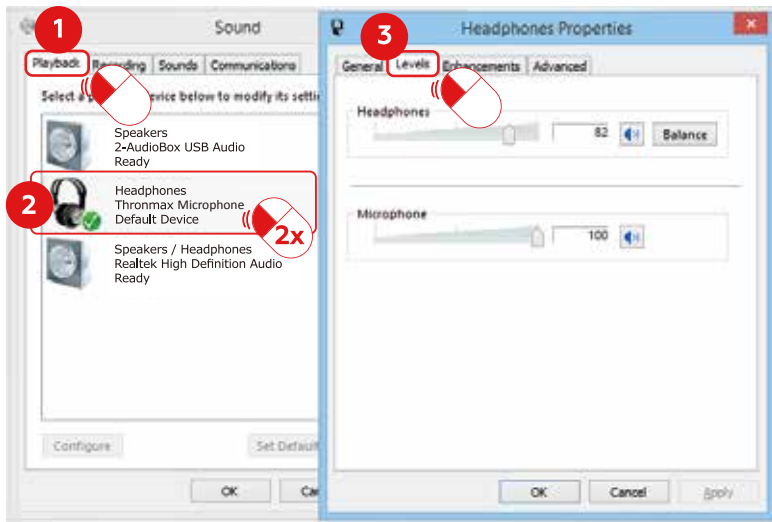 1
Sound
Playback Recording Sounds Communications
Select a
device below to modify its
Speakers
2-AudioBox USB Audio
Ready
2
Headphones
Thronmax Microphone
Default Device
2x
Speakers / Headphones
Realtek High Definition Audio
Ready
Configure
Set Default
OK
3
Headphones Properties
General Levels Enhancements Advanced
Headphones
82
Balance
Microphone
100
OK
Cancel
Apply